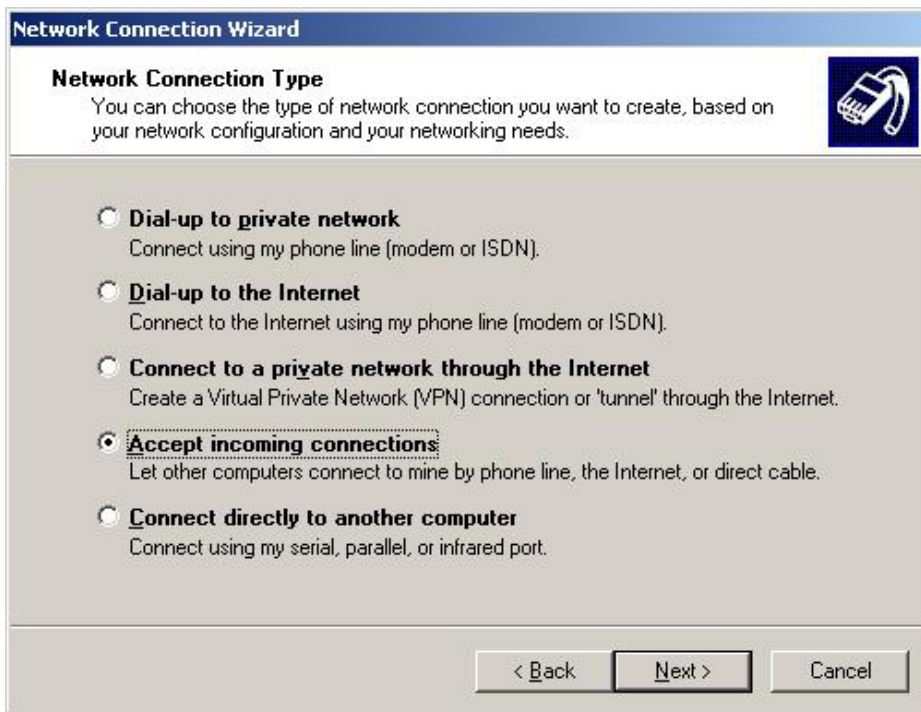 Network Connection Wizard
Network Connection Type
You can choose the type of network connection you want to create, based on
your network configuration and your networking needs.
Dial-up to private network
Connect using my phone line (modem or ISDN).
Dial-up to the Internet
Connect to the Internet using my phone line (modem or ISDN).
Connect to a private network through the Internet
Create a Virtual Private Network (VPN) connection or 'tunnel' through the Internet.
Accept incoming connections
Let other computers connect to mine by phone line, the Internet, or direct cable.
Connect directly to another computer
Connect using my serial, parallel, or infrared port.
< Back Next > Cancel